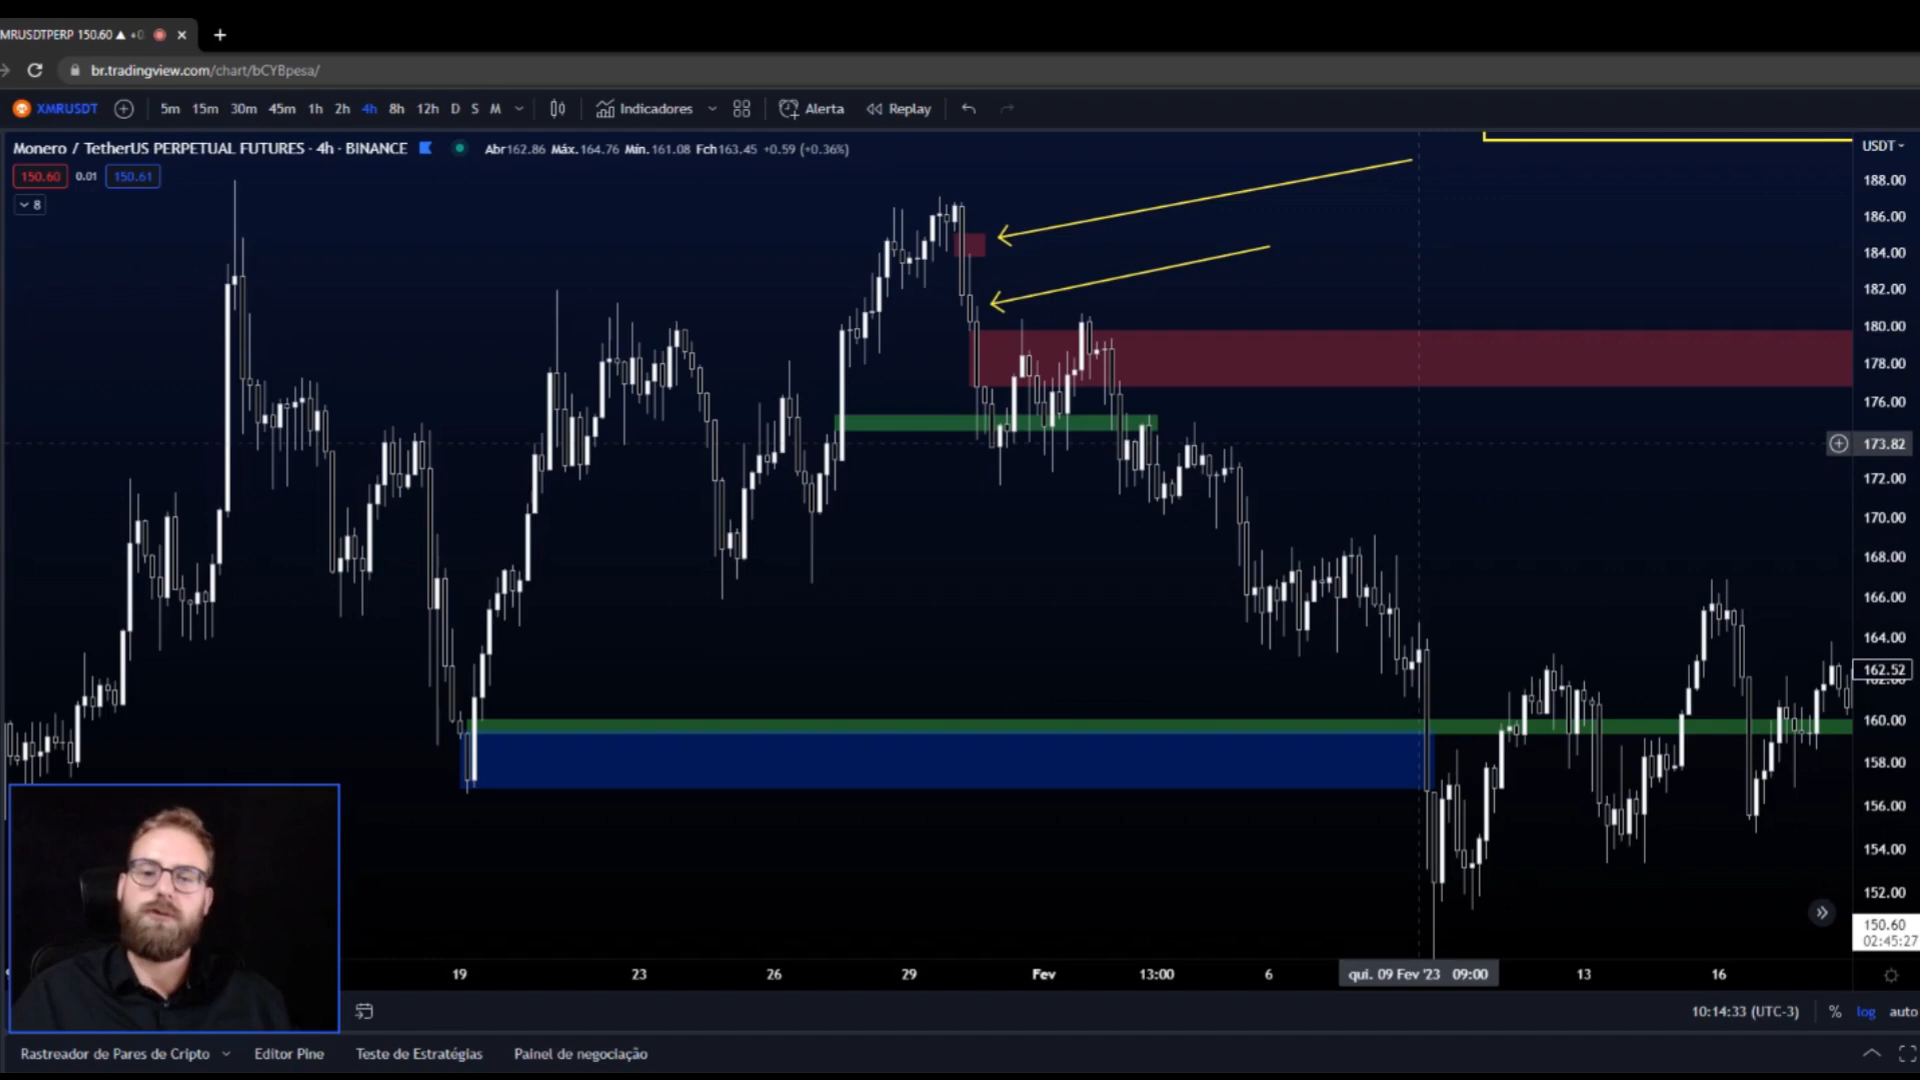 MRUSDTPERP 150.60 ▲ +0.
br.tradingview.com/chart/bCYBpesa/
XMRUSDT 5m 15m 30m 45m 1h 2h 4h 8h 12h D S M Indicadores Alerta Replay
Monero / TetherUS PERPETUAL FUTURES · 4h · BINANCE Abr162.86 Máx.164.76 Mín.161.08 Fch163.45 +0.59 (+0.36%)
USDT
150.60 0.01 150.61
8
188.00
186.00
184.00
182.00
180.00
178.00
176.00
173.82
172.00
170.00
168.00
166.00
164.00
162.52
160.00
158.00
156.00
154.00
152.00
150.60
02:45:27
19 23 26 29 Fev 13:00 6 qui. 09 Fev '23 09:00 13 16
10:14:33 (UTC-3) % log auto
Rastreador de Pares de Cripto Editor Pine Teste de Estratégias Painel de negociação